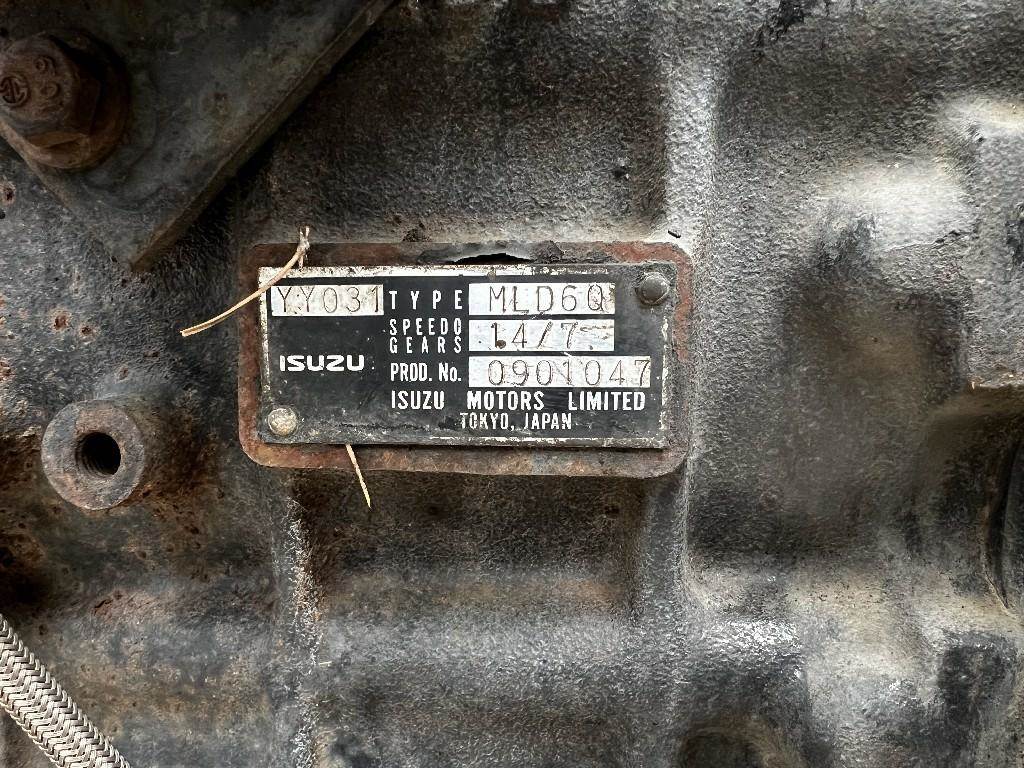 YY031 TYPE MLD6Q
SPEEDO GEARS 14/7
ISUZU PROD. No. 0901047
ISUZU MOTORS LIMITED
TOKYO, JAPAN